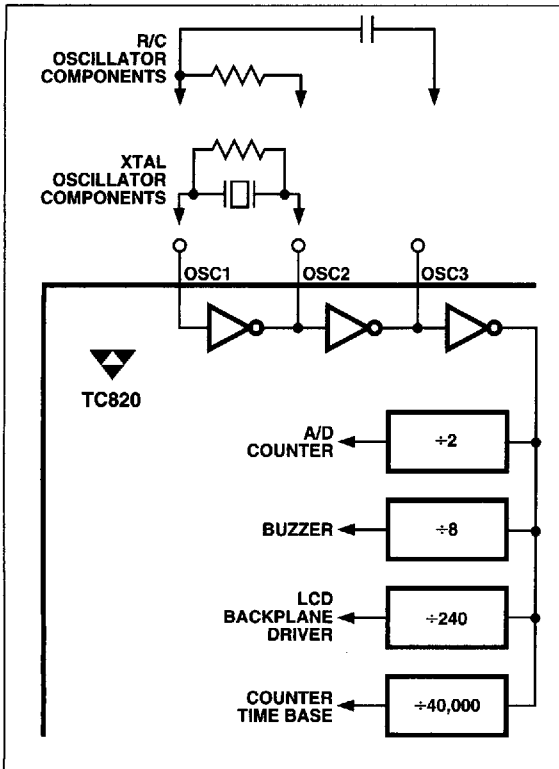 R/C
OSCILLATOR
COMPONENTS
XTAL
OSCILLATOR
COMPONENTS
OSC1
OSC2
OSC3
TC820
A/D
COUNTER
÷2
BUZZER
÷8
LCD
BACKPLANE
DRIVER
÷240
COUNTER
TIME BASE
÷40,000